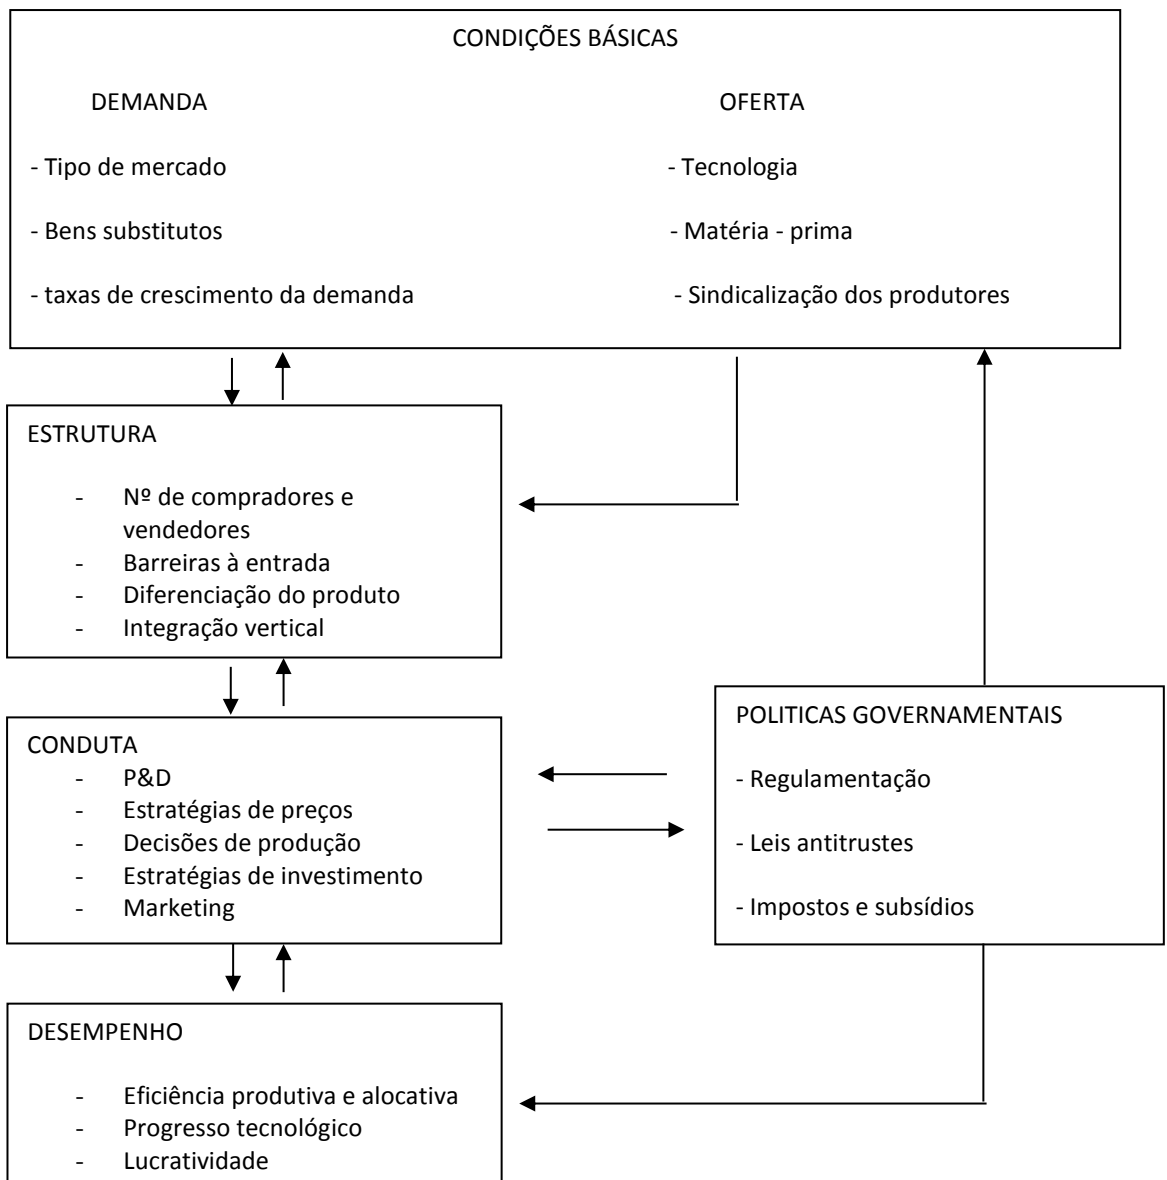 CONDIÇÕES BÁSICAS
DEMANDA
OFERTA
- Tipo de mercado
- Tecnologia
- Bens substitutos
- Matéria - prima
- taxas de crescimento da demanda
- Sindicalização dos produtores
ESTRUTURA
- Nº de compradores e
vendedores
- Barreiras à entrada
- Diferenciação do produto
- Integração vertical
CONDUTA
- P&D
- Estratégias de preços
- Decisões de produção
- Estratégias de investimento
- Marketing
POLITICAS GOVERNAMENTAIS
- Regulamentação
- Leis antitrustes
- Impostos e subsídios
DESEMPENHO
- Eficiência produtiva e alocativa
- Progresso tecnológico
- Lucratividade